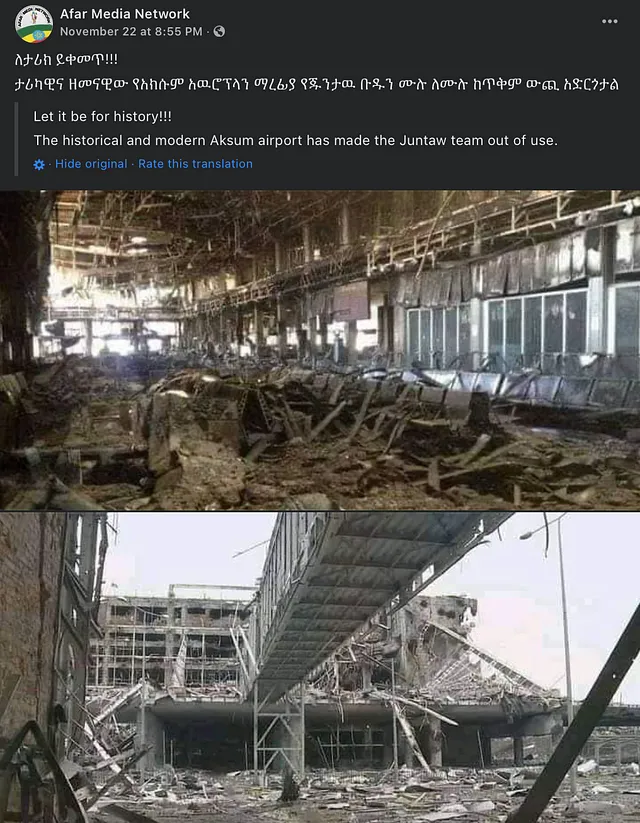 Afar Media Network
November 22 at 8:55 PM ·
ለታሪክ ይቀመጥ!!!
ታሪካዊና ዘመናዊው የአክሱም አዉሮፕላን ማረፊያ የጁንታዉ ቡዱን ሙሉ ለሙሉ ከጥቅም ውጪ አድርጎታል
Let it be for history!!!
The historical and modern Aksum airport has made the Juntaw team out of use.
· Hide original · Rate this translation